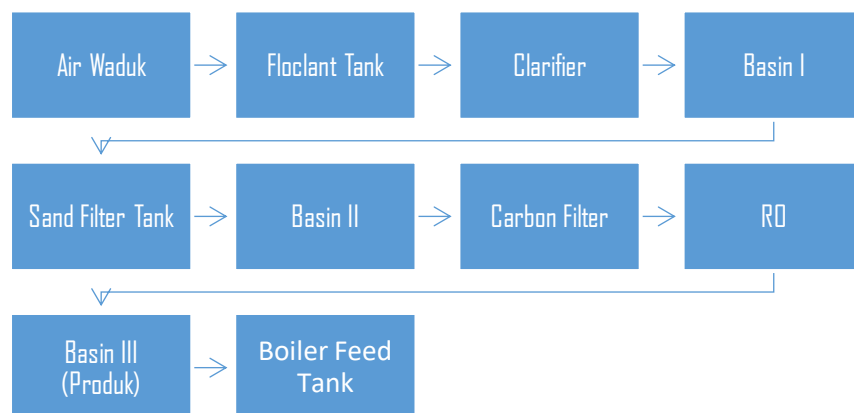 Air Waduk
Floclant Tank
Clarifier
Basin I
Sand Filter Tank
Basin II
Carbon Filter
RO
Basin III
(Produk)
Boiler Feed
Tank